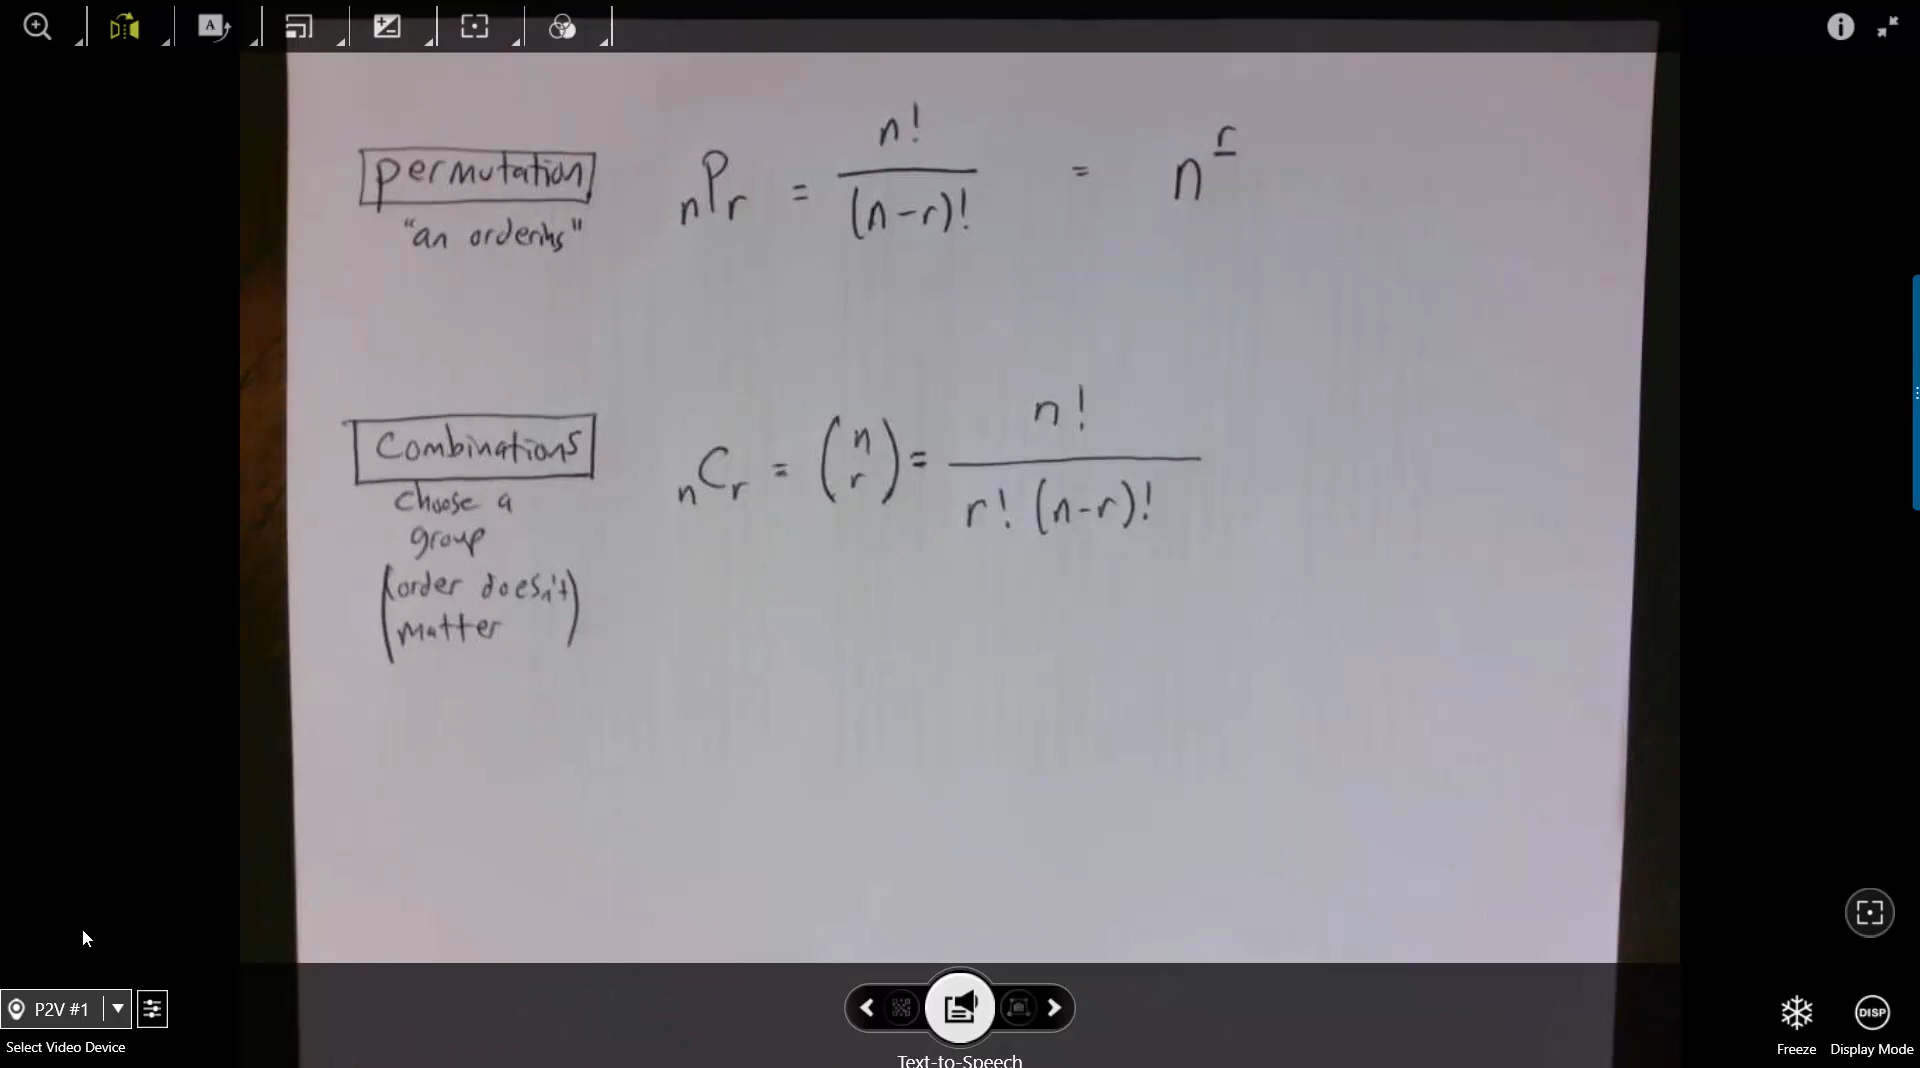 A
permutation
"an ordering"
nPr = n! / (n-r)! = n^r̲
Combinations
choose a
group
(order doesn't
matter)
nCr = (n r) = n! / r! (n-r)!
P2V #1
Select Video Device
Text-to-Speech
Freeze
DISP
Display Mode